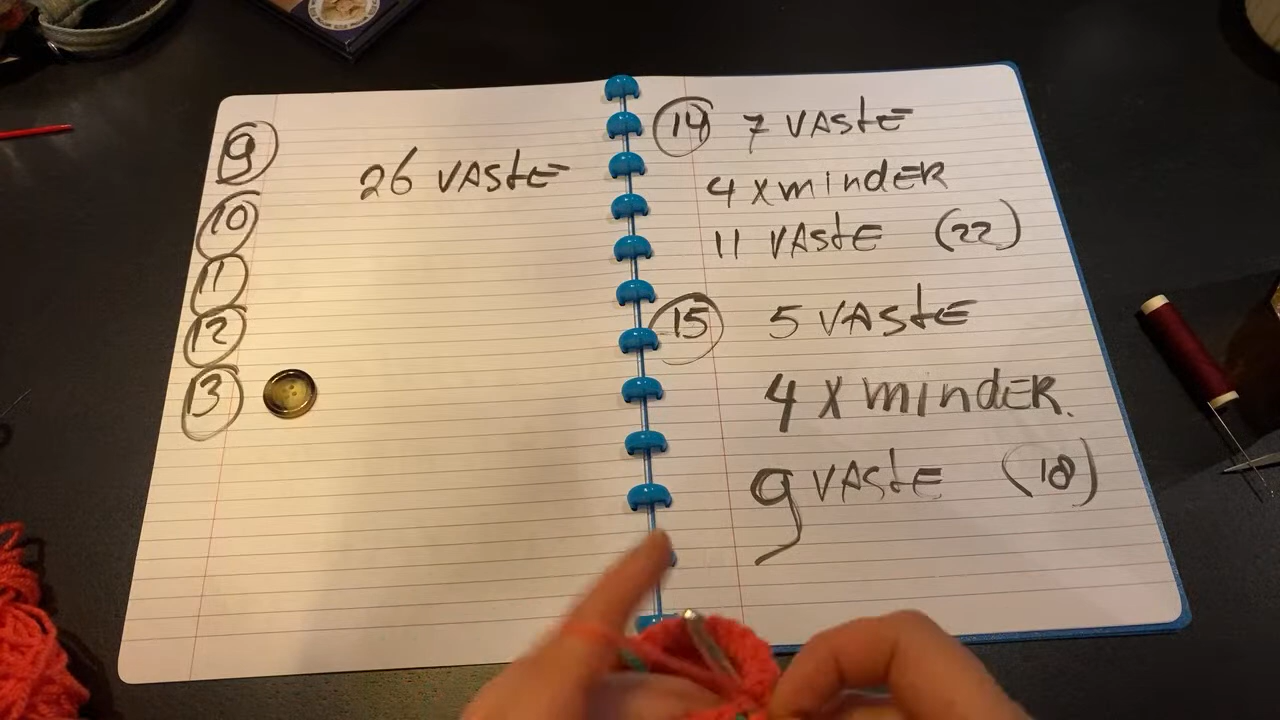 9
26 VASTE
10
11
12
13
14 7 VASTE
4 x minDER
11 VASTE (22)
15 5 VASTE
4 x minDER.
9 VASTE (18)